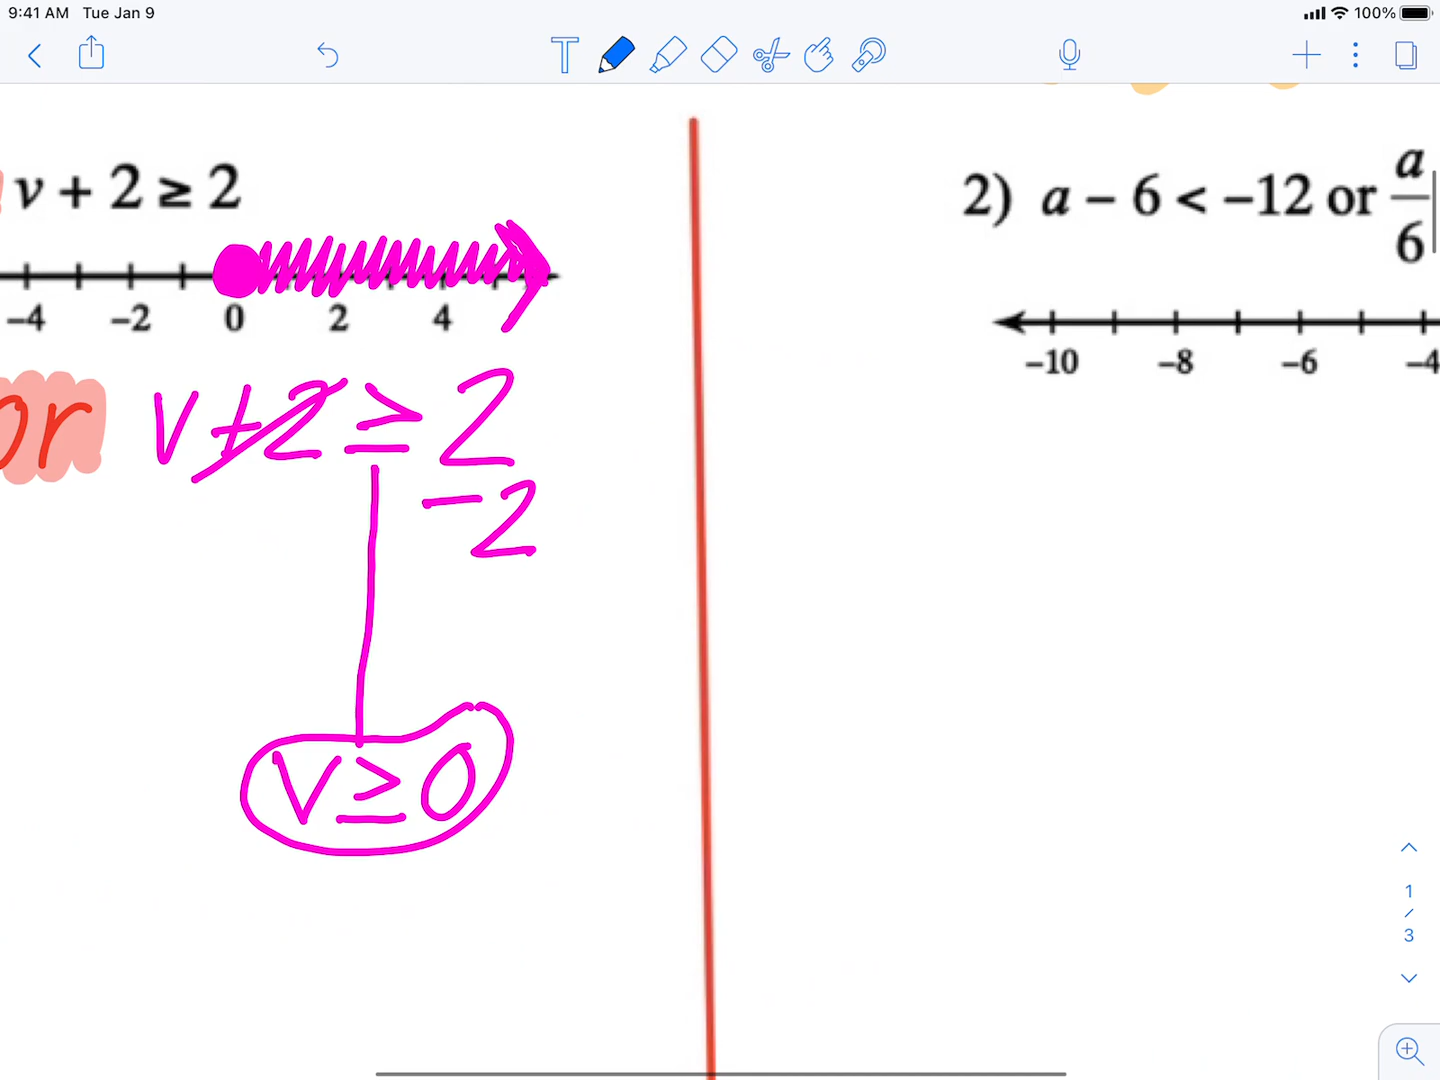 9:41 AM Tue Jan 9
100%
v + 2 ≥ 2
-4 -2 0 2 4
or v + 2 ≥ 2
-2
v ≥ 0
2) a - 6 < -12 or a/6
-10 -8 -6 -4
1
/
3